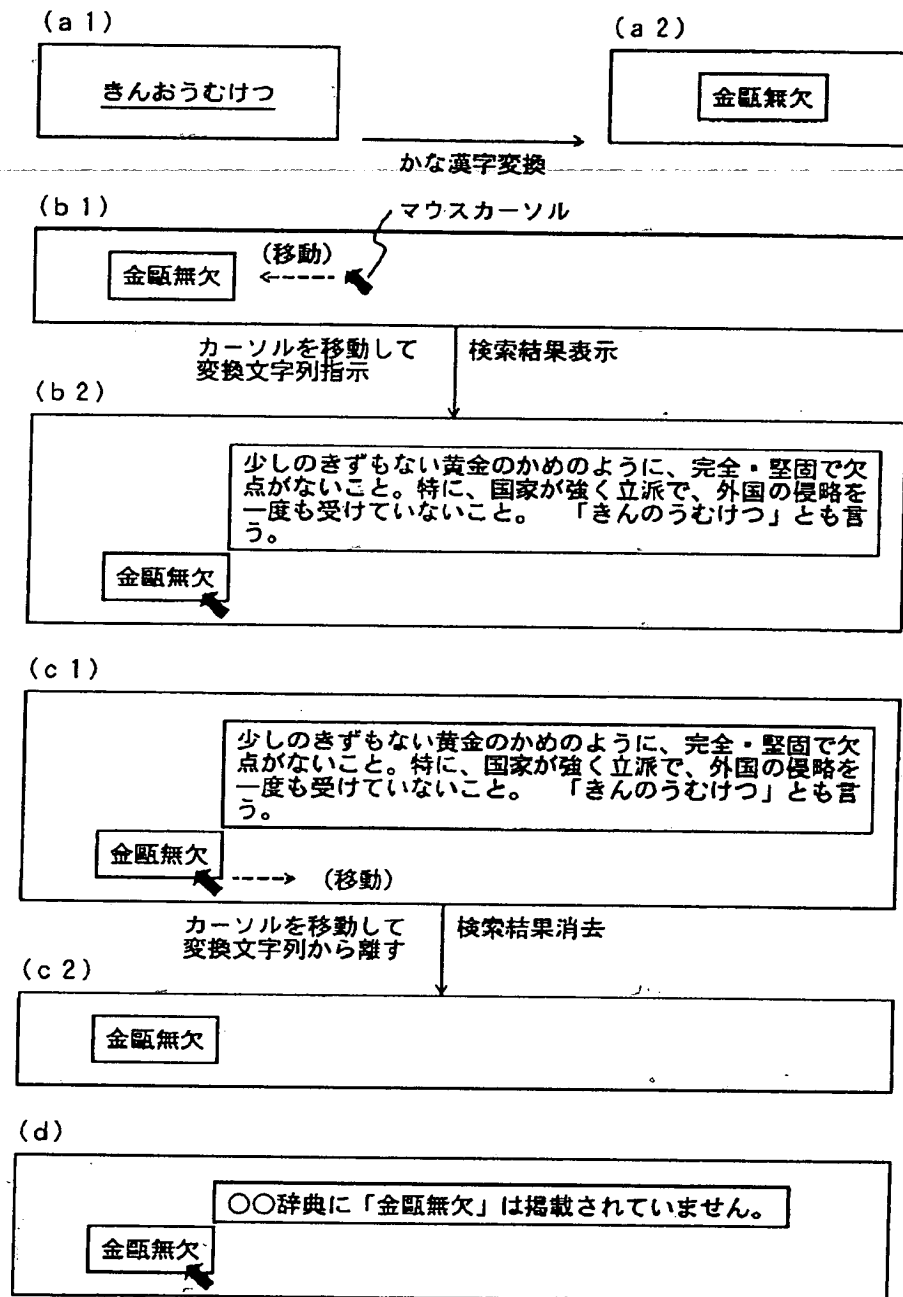 (a1)
(a2)
きんおうむけつ
金甌無欠
かな漢字変換
(b1)
マウスカーソル
金甌無欠
(移動)
カーソルを移動して
変換文字列指示
検索結果表示
(b2)
少しのきずもない黄金のかめのように、完全・堅固で欠
点がないこと。特に、国家が強く立派で、外国の侵略を
一度も受けていないこと。 「きんのうむけつ」とも言
う。
金甌無欠
(c1)
少しのきずもない黄金のかめのように、完全・堅固で欠
点がないこと。特に、国家が強く立派で、外国の侵略を
一度も受けていないこと。 「きんのうむけつ」とも言
う。
金甌無欠
(移動)
カーソルを移動して
変換文字列から離す
検索結果消去
(c2)
金甌無欠
(d)
○○辞典に「金甌無欠」は掲載されていません。
金甌無欠